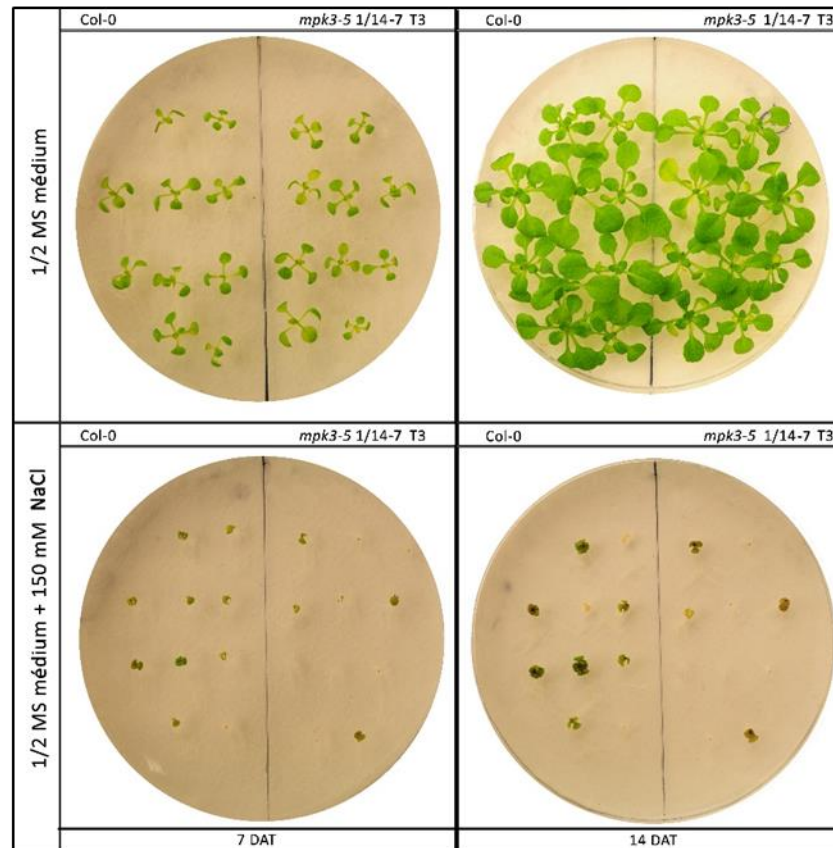 Col-0 mpk3-5 1/14-7 T3
Col-0 mpk3-5 1/14-7 T3
1/2 MS médium
Col-0 mpk3-5 1/14-7 T3
Col-0 mpk3-5 1/14-7 T3
1/2 MS médium + 150 mM NaCl
7 DAT
14 DAT